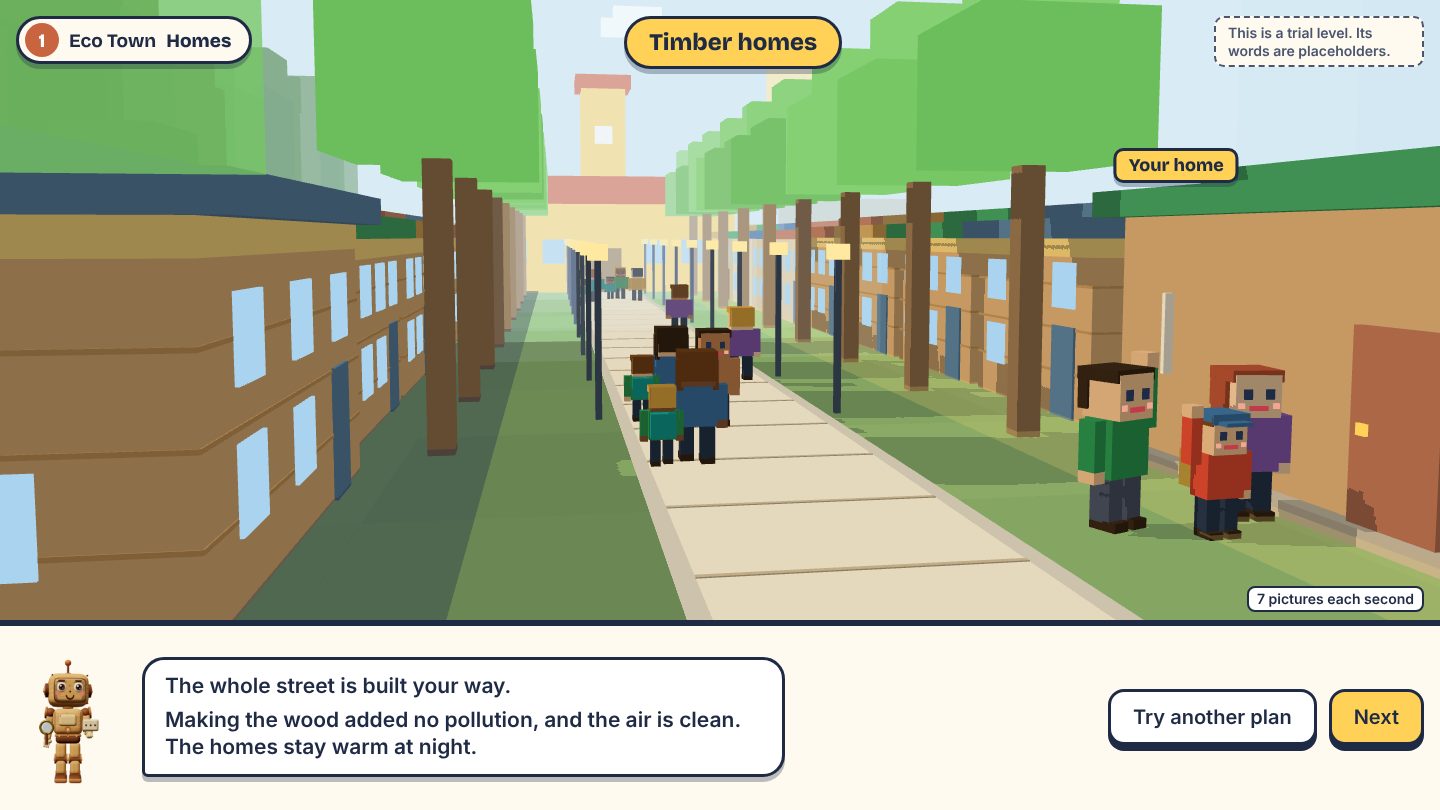 1 Eco Town Homes
Timber homes
This is a trial level. Its
words are placeholders.
Your home
7 pictures each second
The whole street is built your way.
Making the wood added no pollution, and the air is clean.
The homes stay warm at night.
Try another plan
Next